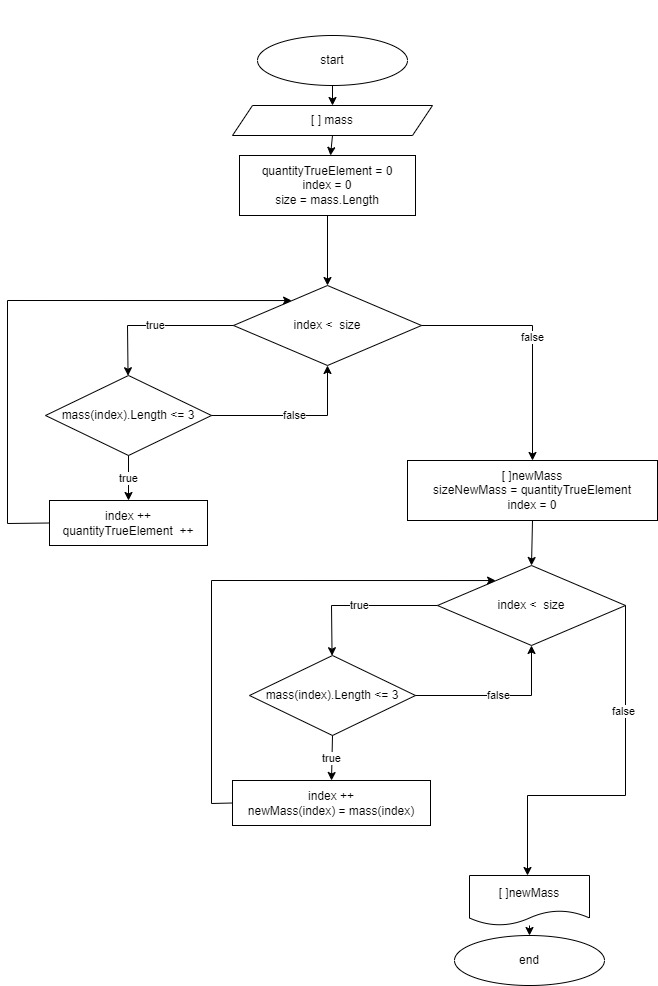 start
[ ] mass
quantityTrueElement = 0
index = 0
size = mass.Length
index < size
true
false
mass(index).Length <= 3
false
true
index ++
quantityTrueElement ++
[ ]newMass
sizeNewMass = quantityTrueElement
index = 0
index < size
true
mass(index).Length <= 3
false
false
true
index ++
newMass(index) = mass(index)
[ ]newMass
end